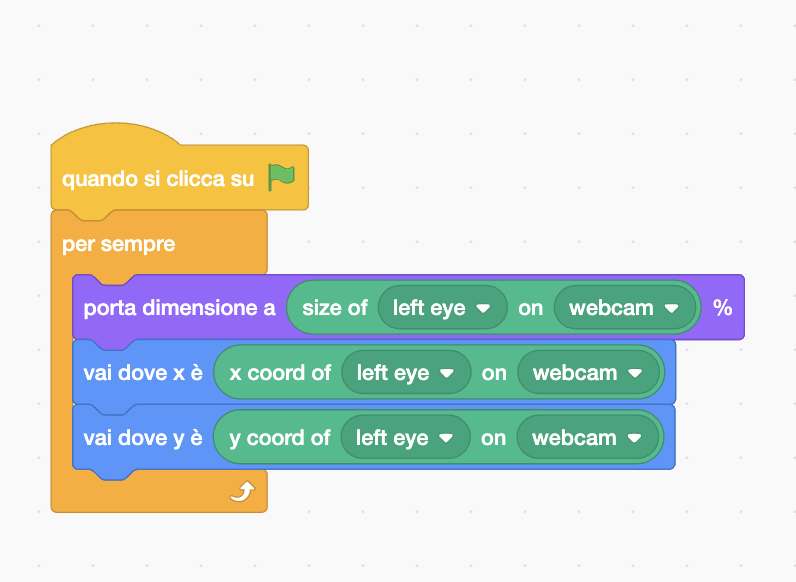 quando si clicca su
per sempre
porta dimensione a size of left eye on webcam %
vai dove x è x coord of left eye on webcam
vai dove y è y coord of left eye on webcam